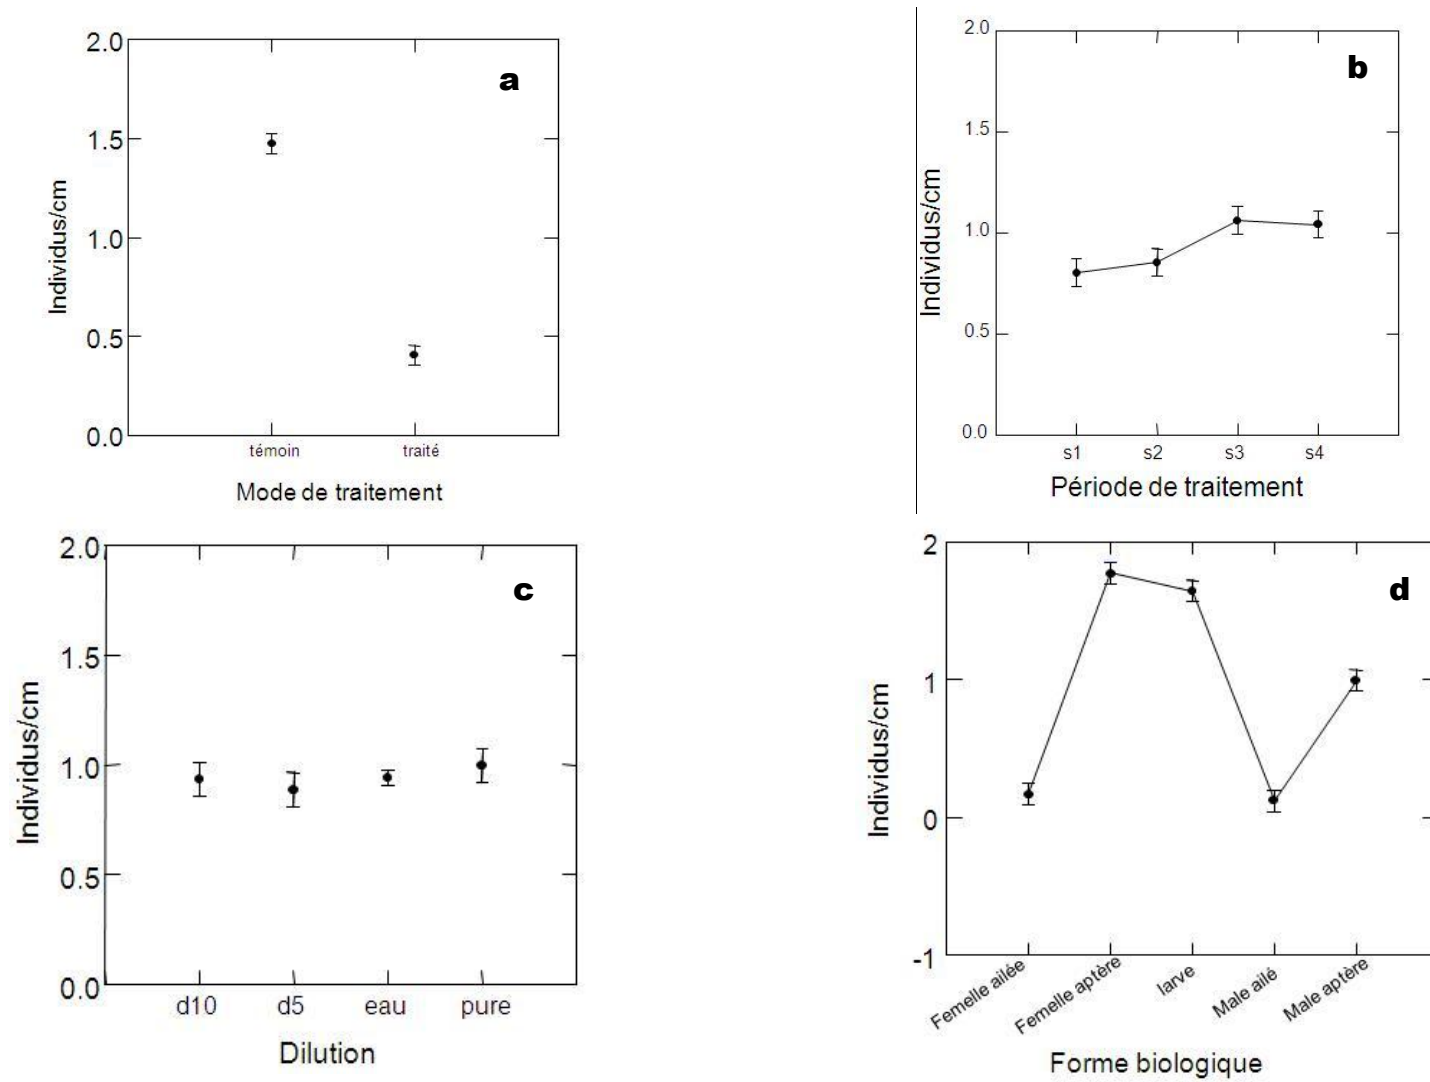 a
2.0
1.5
1.0
0.5
0.0
Individus/cm
témoin traité
Mode de traitement
b
2.0
1.5
1.0
0.5
0.0
Individus/cm
s1 s2 s3 s4
Période de traitement
c
2.0
1.5
1.0
0.5
0.0
Individus/cm
d10 d5 eau pure
Dilution
d
2
1
0
-1
Individus/cm
Femelle ailée
Femelle aptère
larve
Male ailé
Male aptère
Forme biologique